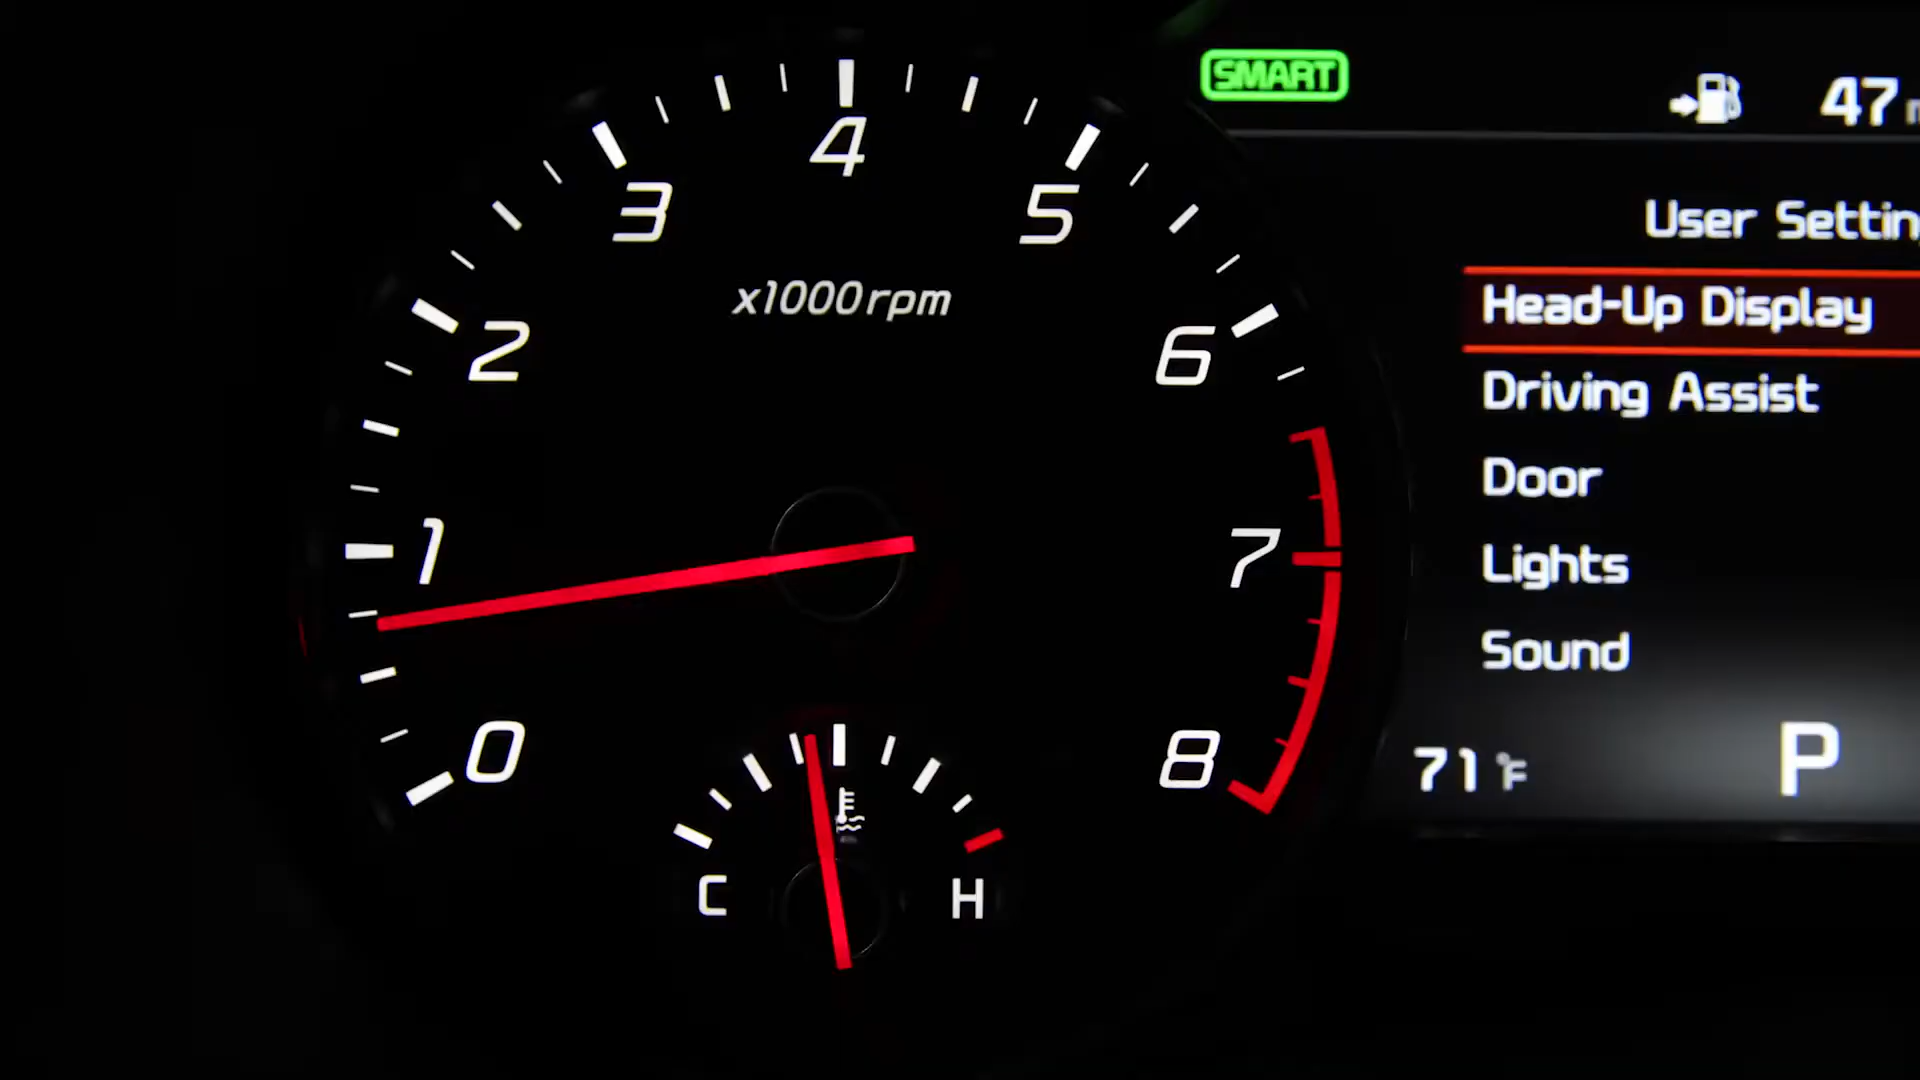 SMART
47
User Settin
Head-Up Display
Driving Assist
Door
Lights
Sound
71°F
P
0
1
2
3
4
5
6
7
8
x1000rpm
C
H